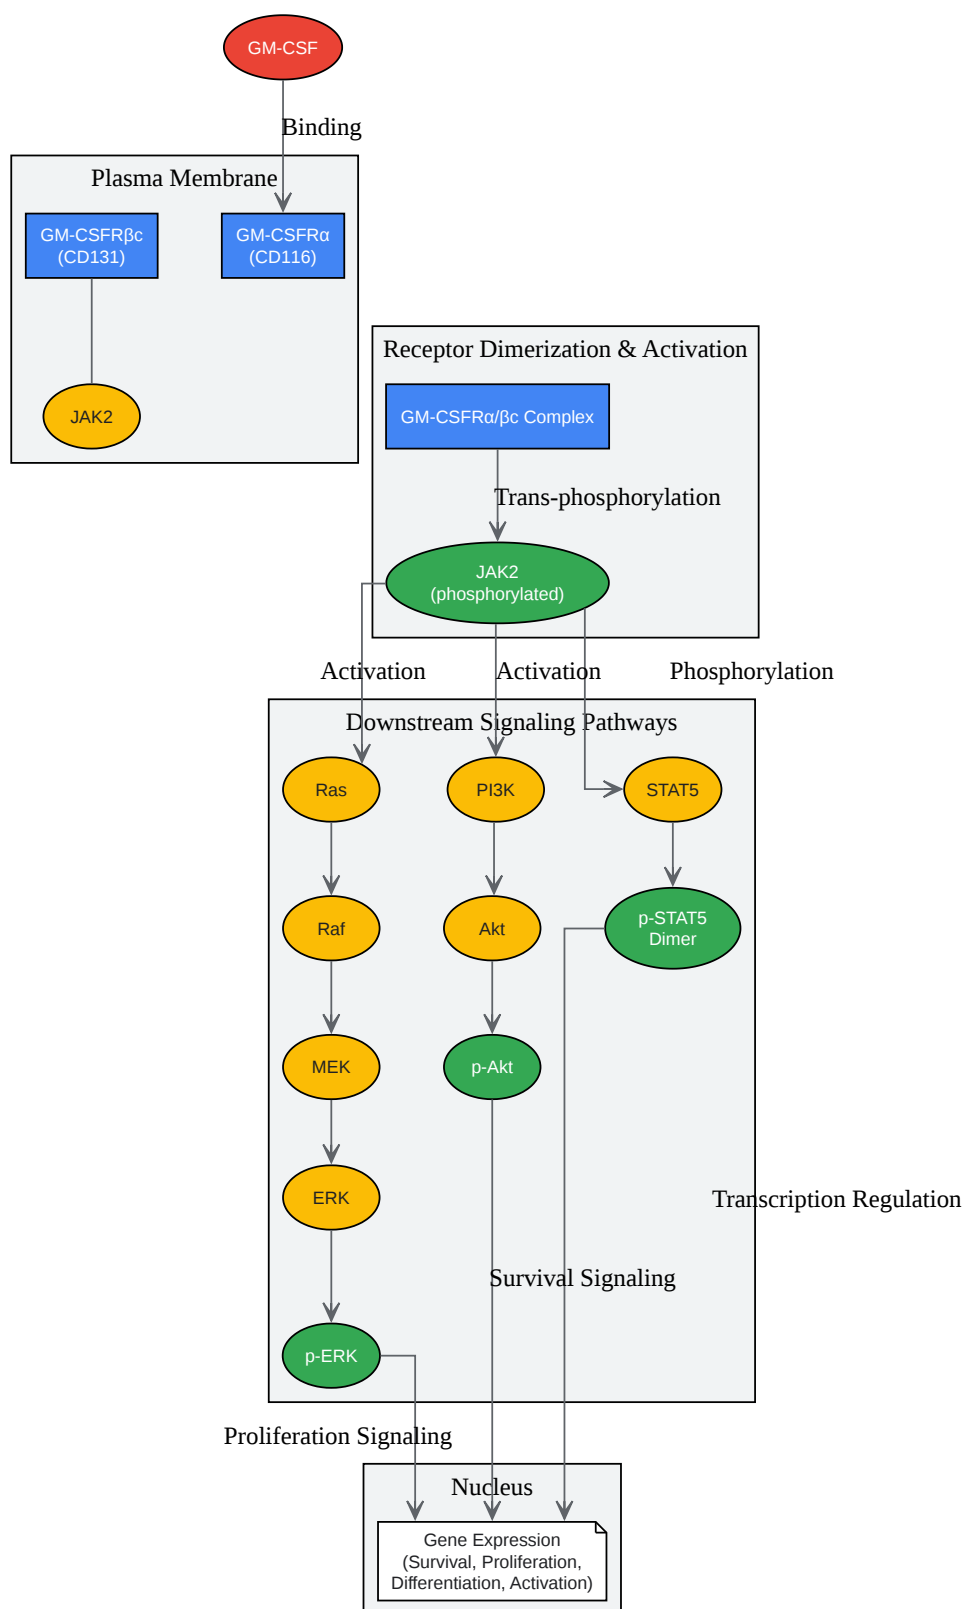 GM-CSF
Binding
Plasma Membrane
GM-CSFRβc
(CD131)
GM-CSFRα
(CD116)
JAK2
Receptor Dimerization & Activation
GM-CSFRα/βc Complex
Trans-phosphorylation
JAK2
(phosphorylated)
Activation
Activation
Phosphorylation
Downstream Signaling Pathways
Ras
PI3K
STAT5
Raf
Akt
p-STAT5
Dimer
MEK
p-Akt
ERK
Transcription Regulation
Survival Signaling
p-ERK
Proliferation Signaling
Nucleus
Gene Expression
(Survival, Proliferation,
Differentiation, Activation)